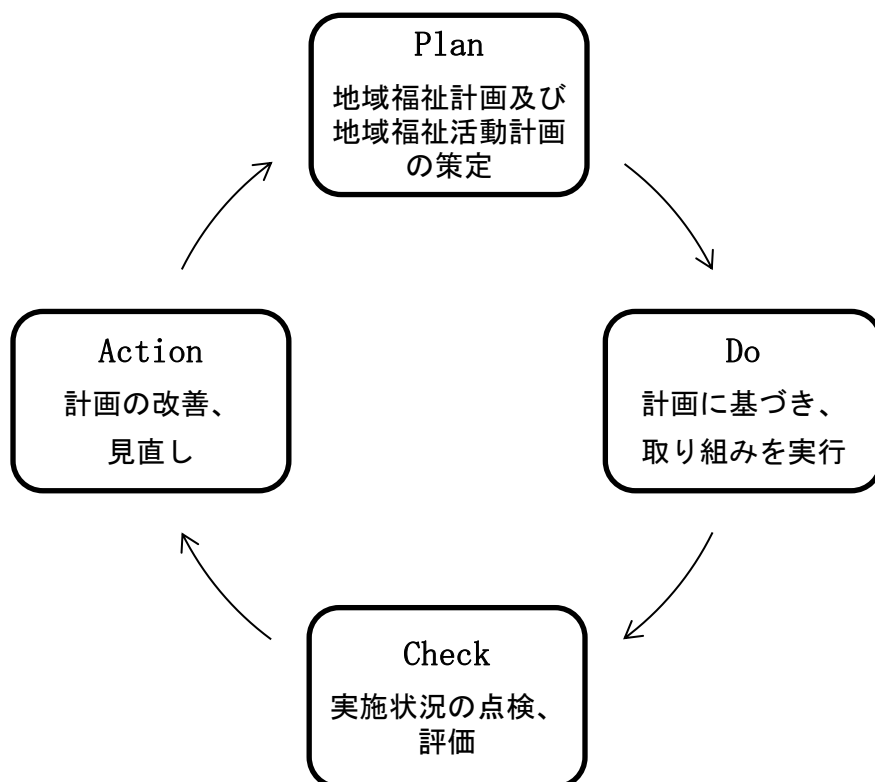 Plan
地域福祉計画及び
地域福祉活動計画
の策定
Action
計画の改善、
見直し
Do
計画に基づき、
取り組みを実行
Check
実施状況の点検、
評価